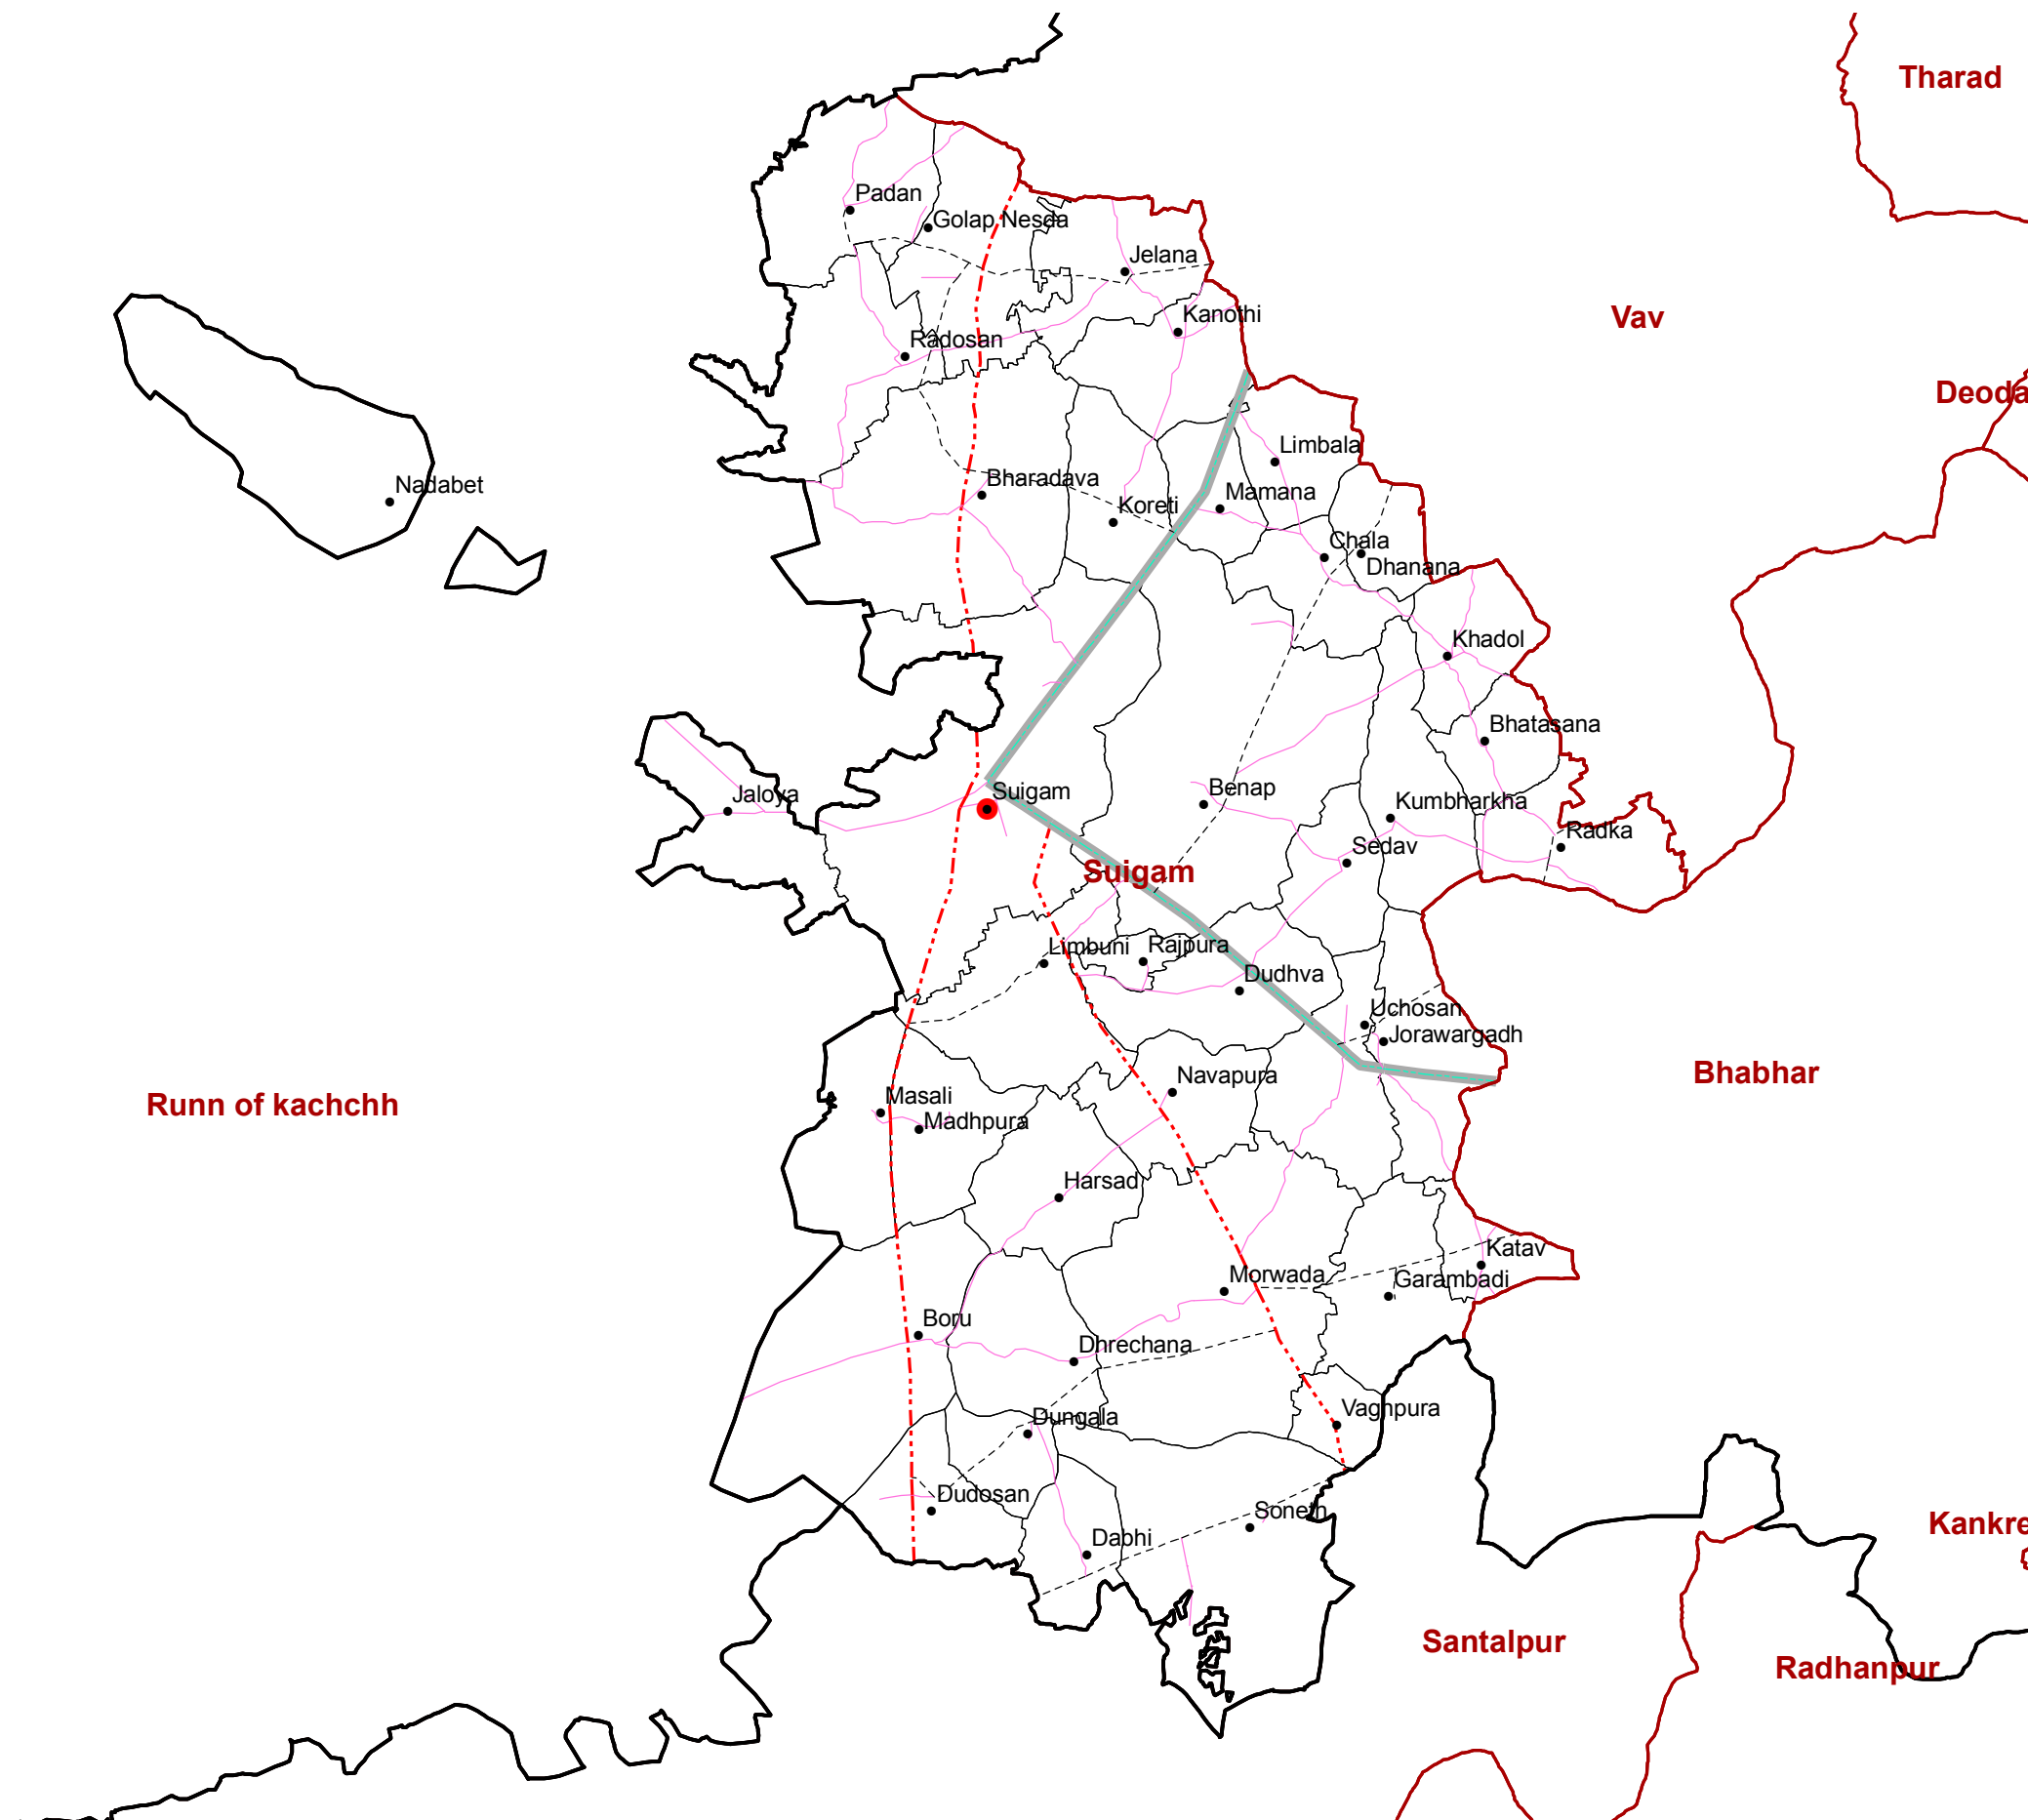 Tharad
Padan
Golap Nesda
Jelana
Kanothi
Vav
Radosan
Deoda
Limbala
Nadabet
Bharadava
Mamana
Koreti
Chala
Dhanana
Khadol
Bhatasana
Suigam
Jaloya
Benap
Kumbharkha
Radka
Sedav
Suigam
Limbuni
Rajpura
Dudhva
Uchosan
Jorawargadh
Bhabhar
Navapura
Runn of kachchh
Masali
Madhpura
Harsad
Katav
Morwada
Garambadi
Boru
Dhrechana
Vaghpura
Dungala
Dudosan
Soneth
Kankre
Dabhi
Santalpur
Radhanpur